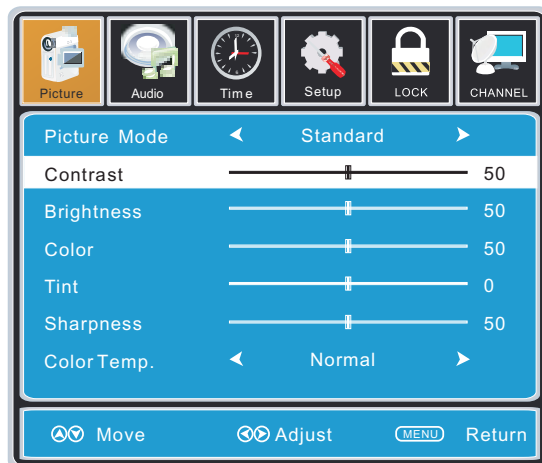 Picture Audio Time Setup LOCK CHANNEL
Picture Mode Standard
Contrast 50
Brightness 50
Color 50
Tint 0
Sharpness 50
Color Temp. Normal
Move Adjust MENU Return